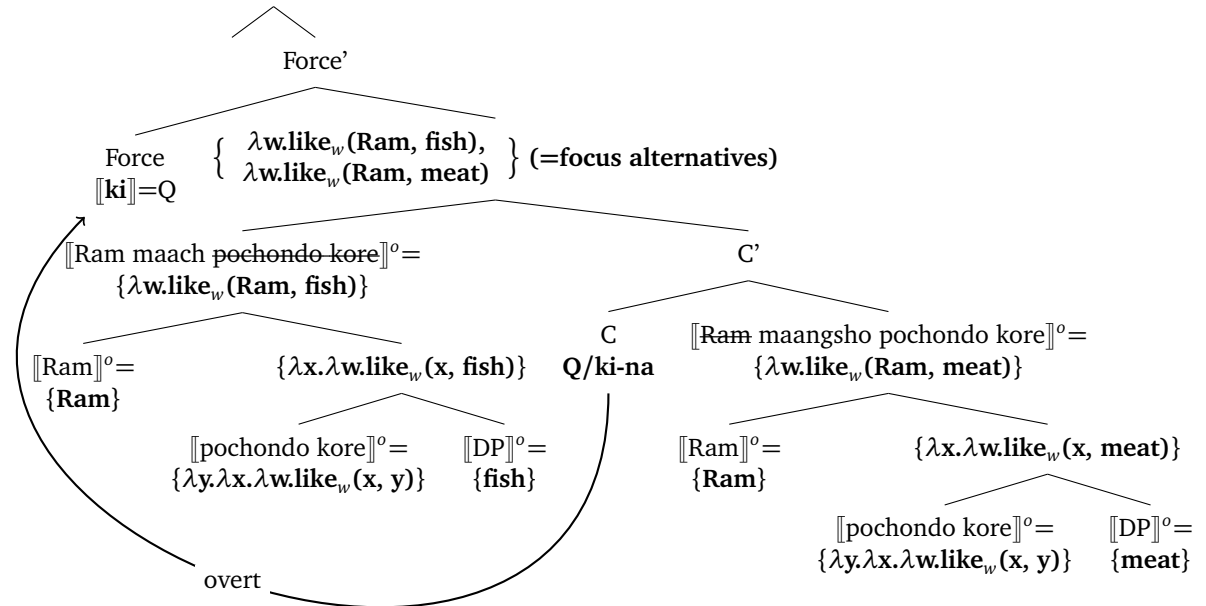 Force’
Force
⟦ki⟧=Q
{ λw.like_w(Ram, fish),
λw.like_w(Ram, meat) } (=focus alternatives)
⟦Ram maach ~~pochondo kore~~⟧^o=
{λw.like_w(Ram, fish)}
C’
C
Q/ki-na
⟦~~Ram~~ maangsho pochondo kore⟧^o=
{λw.like_w(Ram, meat)}
⟦Ram⟧^o=
{Ram}
{λx.λw.like_w(x, fish)}
⟦Ram⟧^o=
{Ram}
{λx.λw.like_w(x, meat)}
⟦pochondo kore⟧^o=
{λy.λx.λw.like_w(x, y)}
⟦DP⟧^o=
{fish}
⟦pochondo kore⟧^o=
{λy.λx.λw.like_w(x, y)}
⟦DP⟧^o=
{meat}
overt